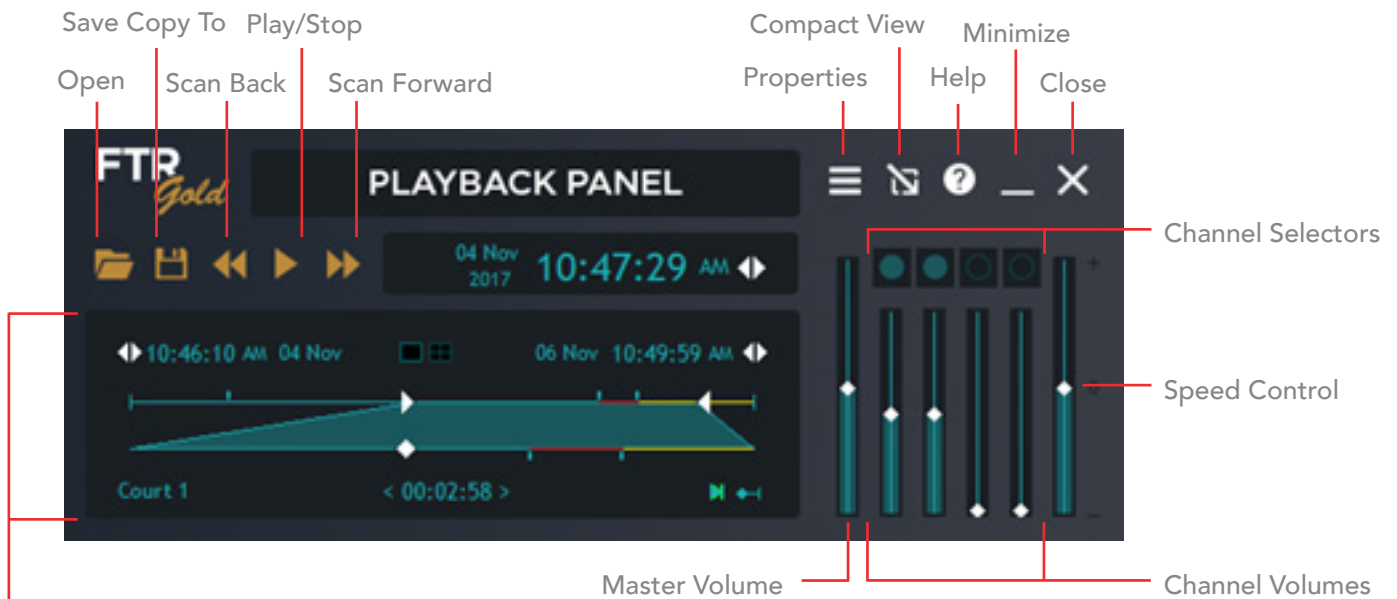 Save Copy To Play/Stop
Compact View
Minimize
Open
Scan Back
Scan Forward
Properties
Help
Close
FTR
Gold
PLAYBACK PANEL
04 Nov
2017
10:47:29 AM
Channel Selectors
+
10:46:10 AM 04 Nov
06 Nov 10:49:59 AM
Speed Control
Court 1
< 00:02:58 >
–
Master Volume
Channel Volumes